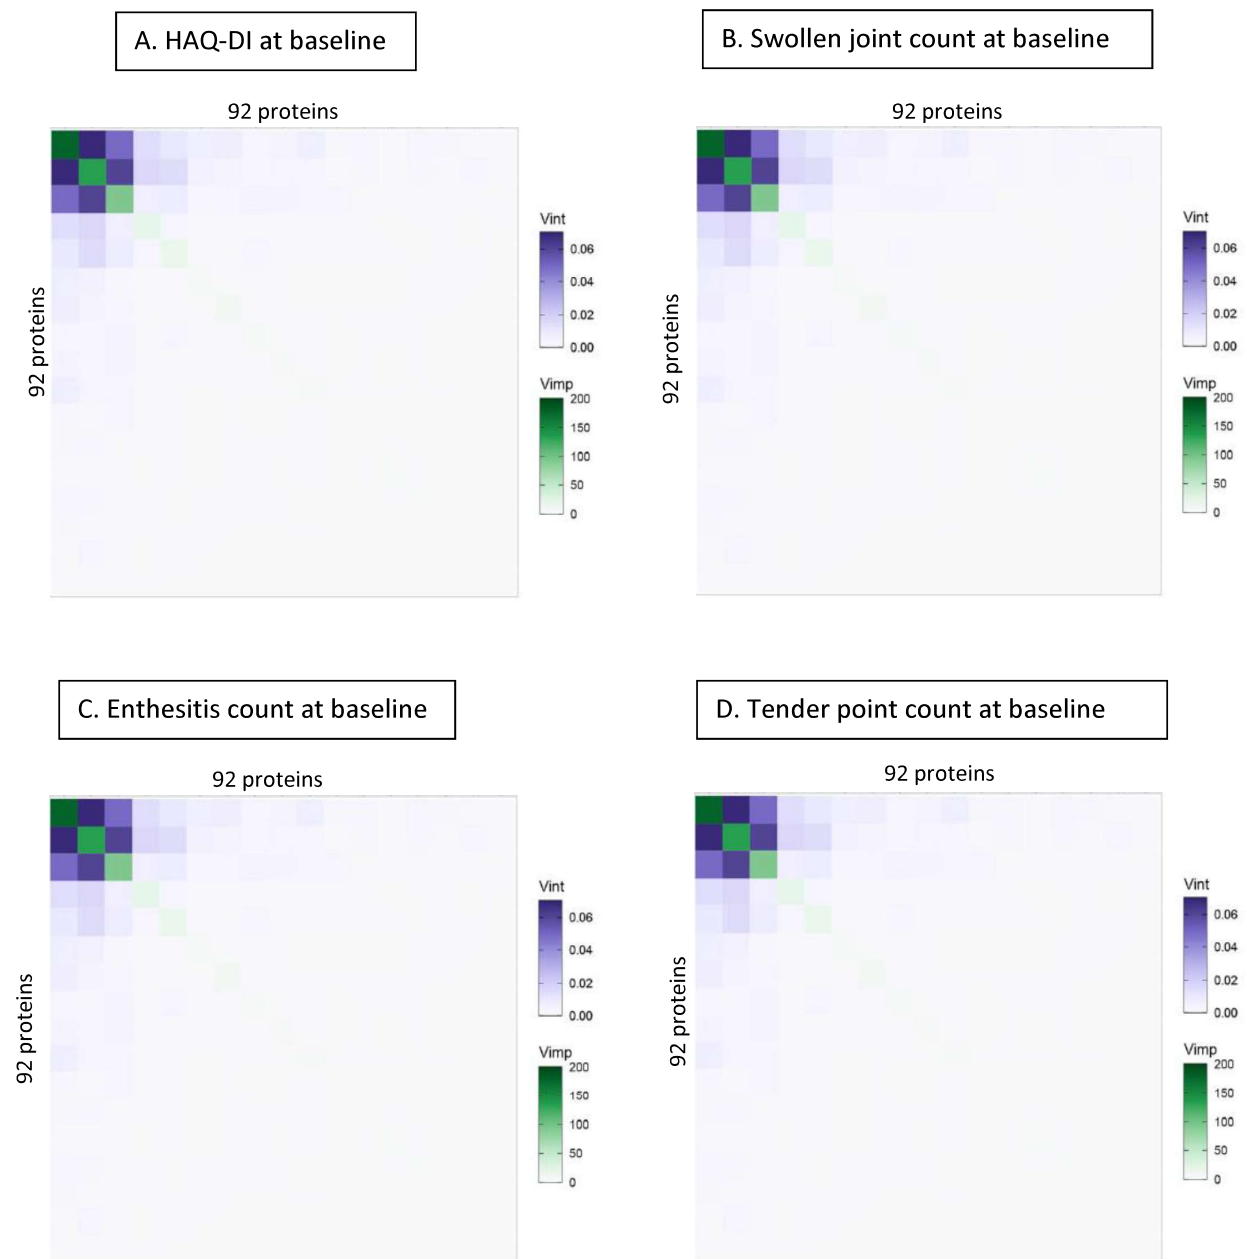 A. HAQ-DI at baseline
B. Swollen joint count at baseline
92 proteins
92 proteins
92 proteins
Vint
0.06
0.04
0.02
0.00
Vimp
200
150
100
50
0
92 proteins
Vint
0.06
0.04
0.02
0.00
Vimp
200
150
100
50
0
C. Enthesitis count at baseline
D. Tender point count at baseline
92 proteins
92 proteins
92 proteins
Vint
0.06
0.04
0.02
0.00
Vimp
200
150
100
50
0
92 proteins
Vint
0.06
0.04
0.02
0.00
Vimp
200
150
100
50
0